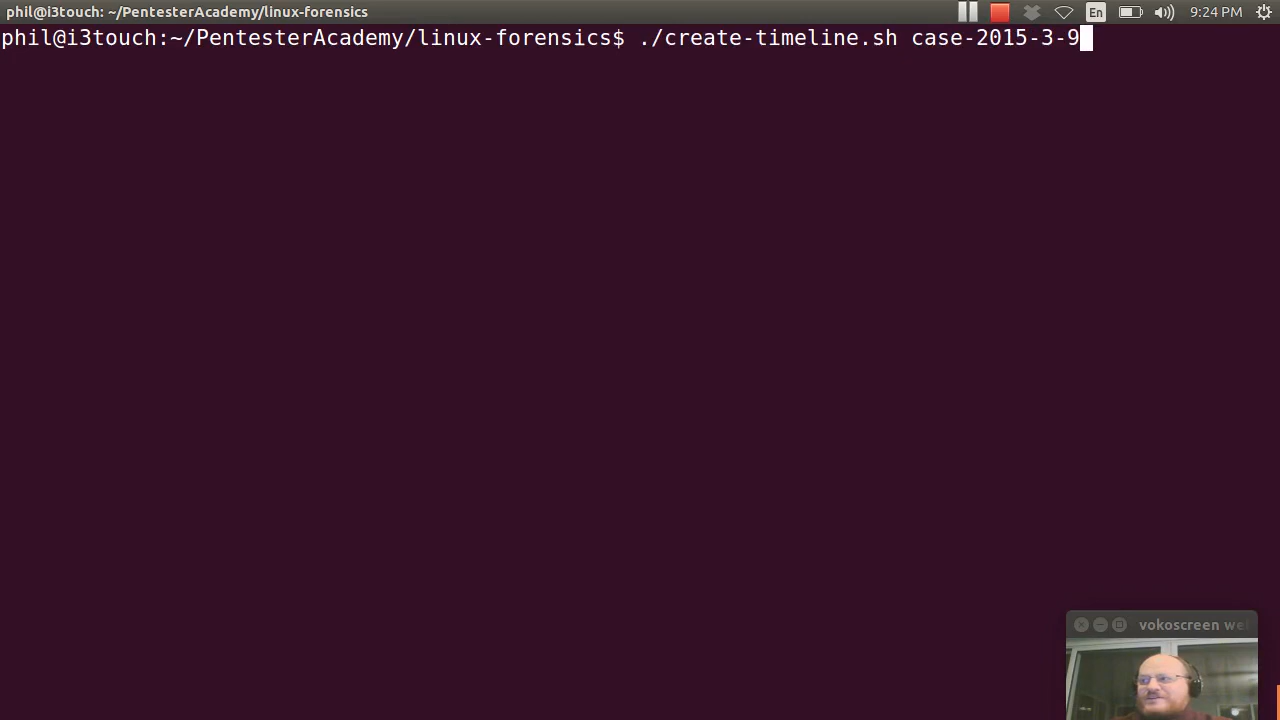 phil@i3touch: ~/PentesterAcademy/linux-forensics
En
9:24 PM
phil@i3touch:~/PentesterAcademy/linux-forensics$ ./create-timeline.sh case-2015-3-9
vokoscreen we